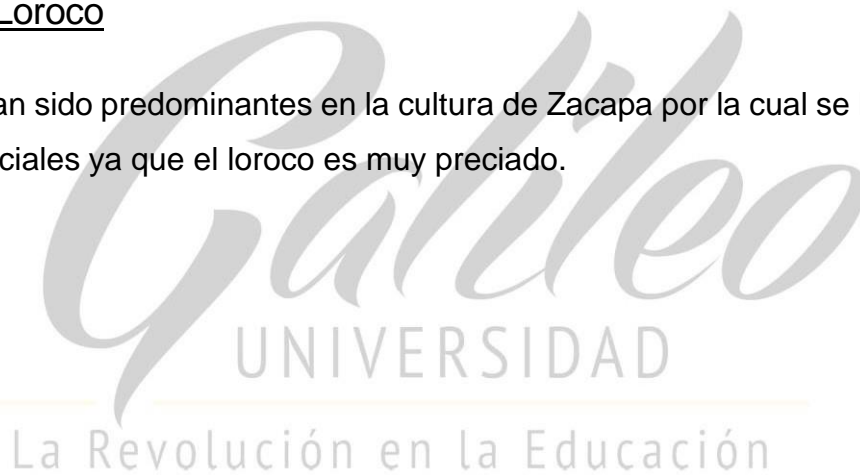 Loroco
an sido predominantes en la cultura de Zacapa por la cual se
ciales ya que el loroco es muy preciado.
Galileo
UNIVERSIDAD
La Revolución en la Educación